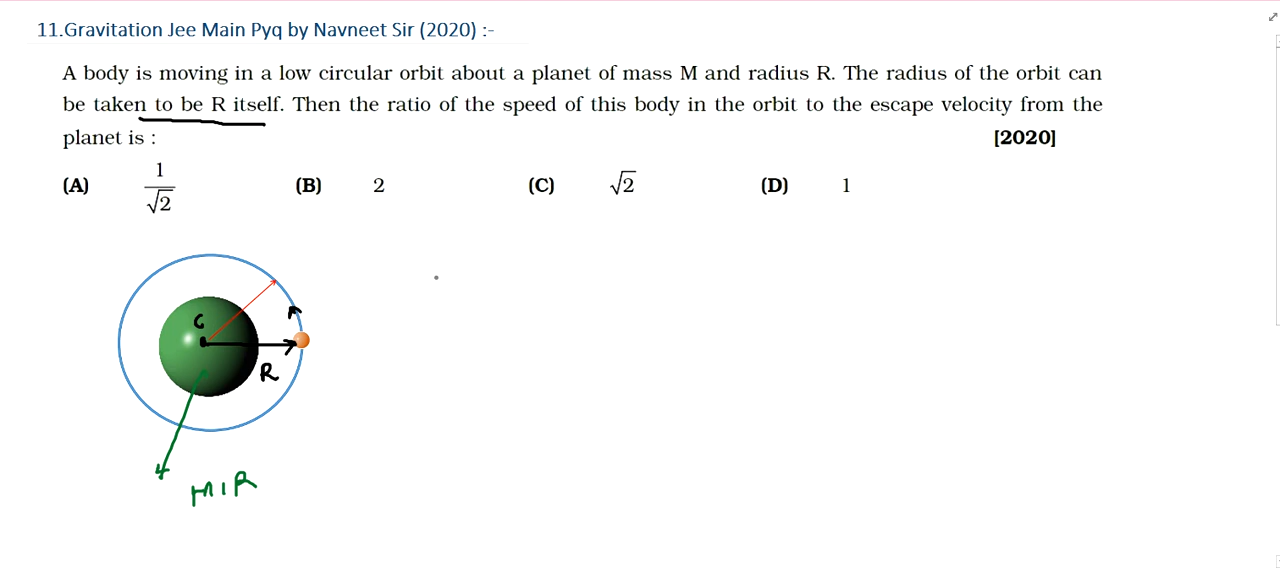 11.Gravitation Jee Main Pyq by Navneet Sir (2020) :-
A body is moving in a low circular orbit about a planet of mass M and radius R. The radius of the orbit can
be taken to be R itself. Then the ratio of the speed of this body in the orbit to the escape velocity from the
planet is : [2020]
(A) 1/√2 (B) 2 (C) √2 (D) 1
C
R
M1R